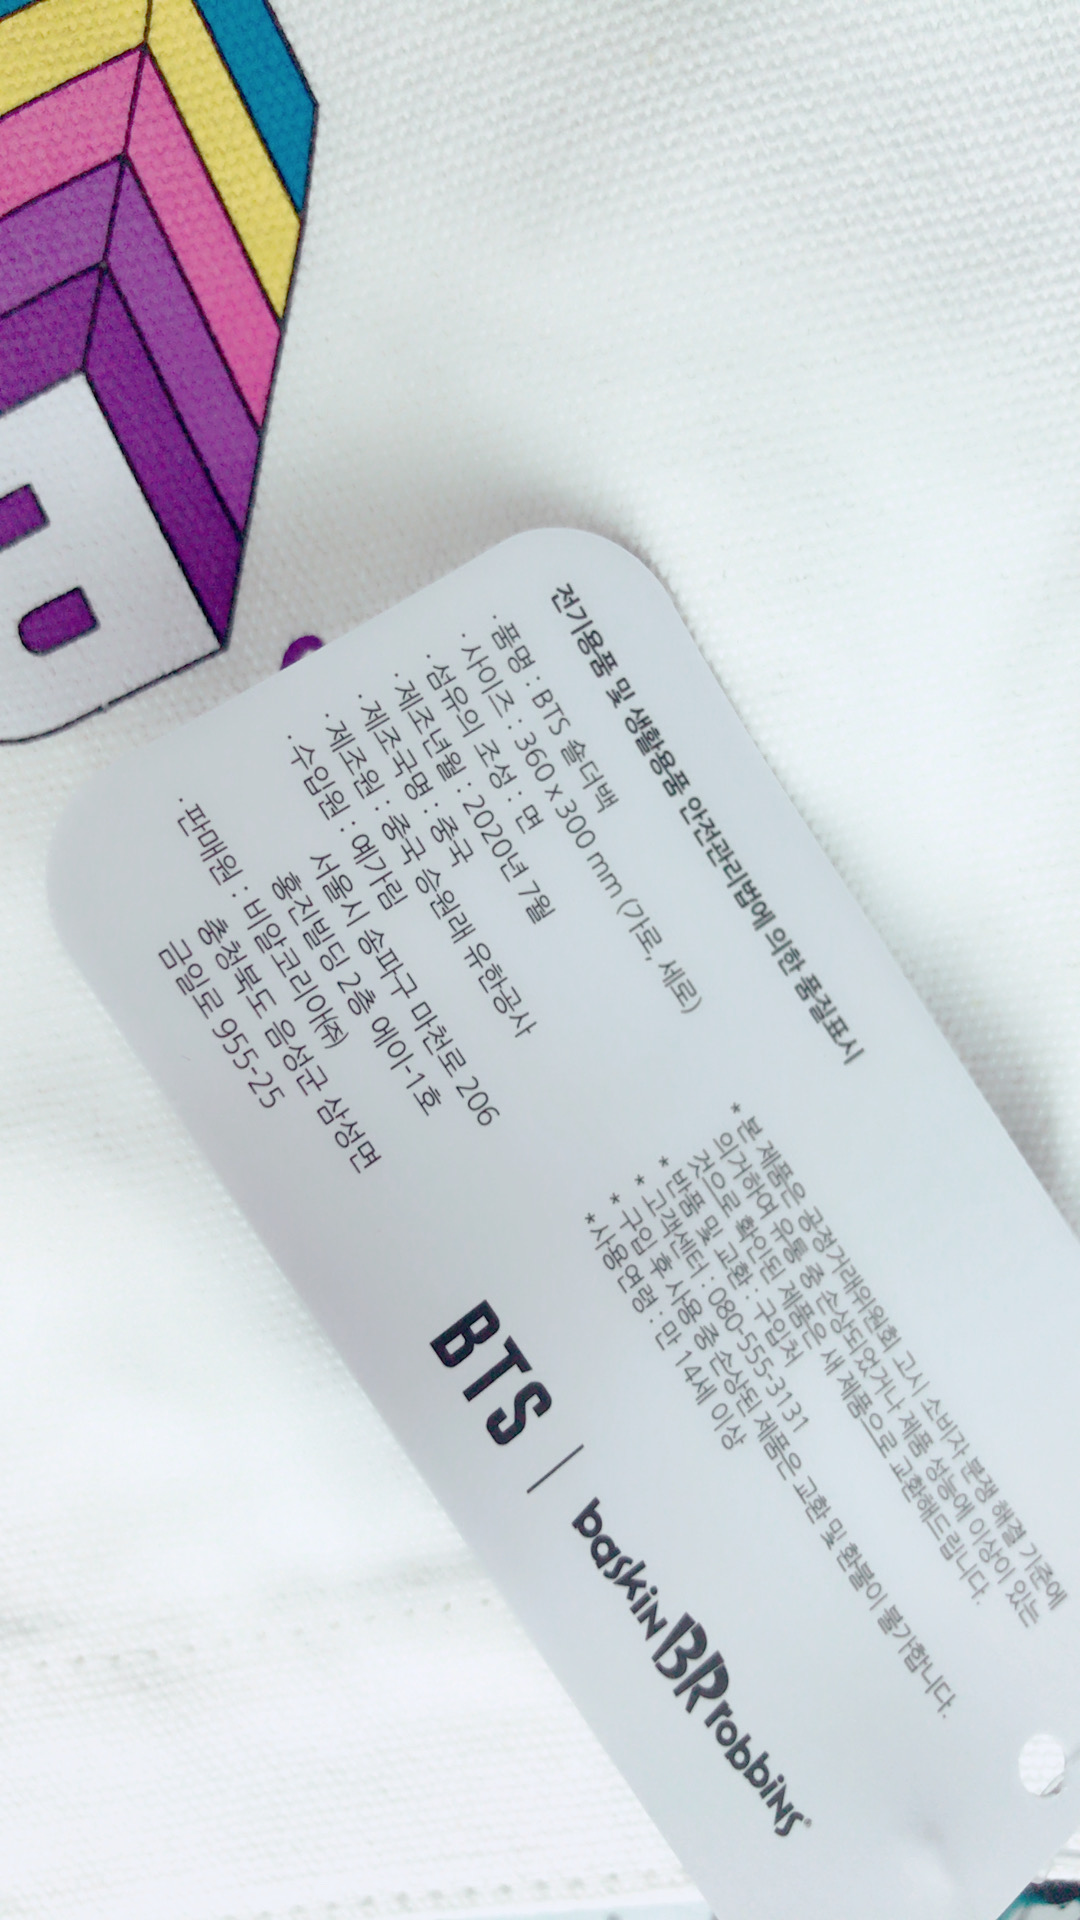 전기용품 및 생활용품 안전관리법에 의한 품질표시
· 품명 : BTS 숄더백
· 사이즈 : 360 x 300 mm (가로, 세로)
· 섬유의 조성 : 면
· 제조년월 : 2020년 7월
· 제조국명 : 중국
· 제조원 : 중국 승원래 유한공사
· 수입원 : 예가림
서울시 송파구 마천로 206
홍진빌딩 2층 에이-1호
· 판매원 : 비알코리아㈜
충청북도 음성군 삼성면
금일로 955-25
* 본 제품은 공정거래위원회 고시 소비자 분쟁 해결 기준에
의거하여 유통 중 손상되었거나 제품 성능에 이상이 있는
것으로 확인된 제품은 새 제품으로 교환해드립니다.
* 반품 및 교환 : 구입처
* 고객센터 : 080-555-3131
* 구입 후 사용 중 손상된 제품은 교환 및 환불이 불가합니다.
* 사용연령 : 만 14세 이상
BTS | baskin BR robbins